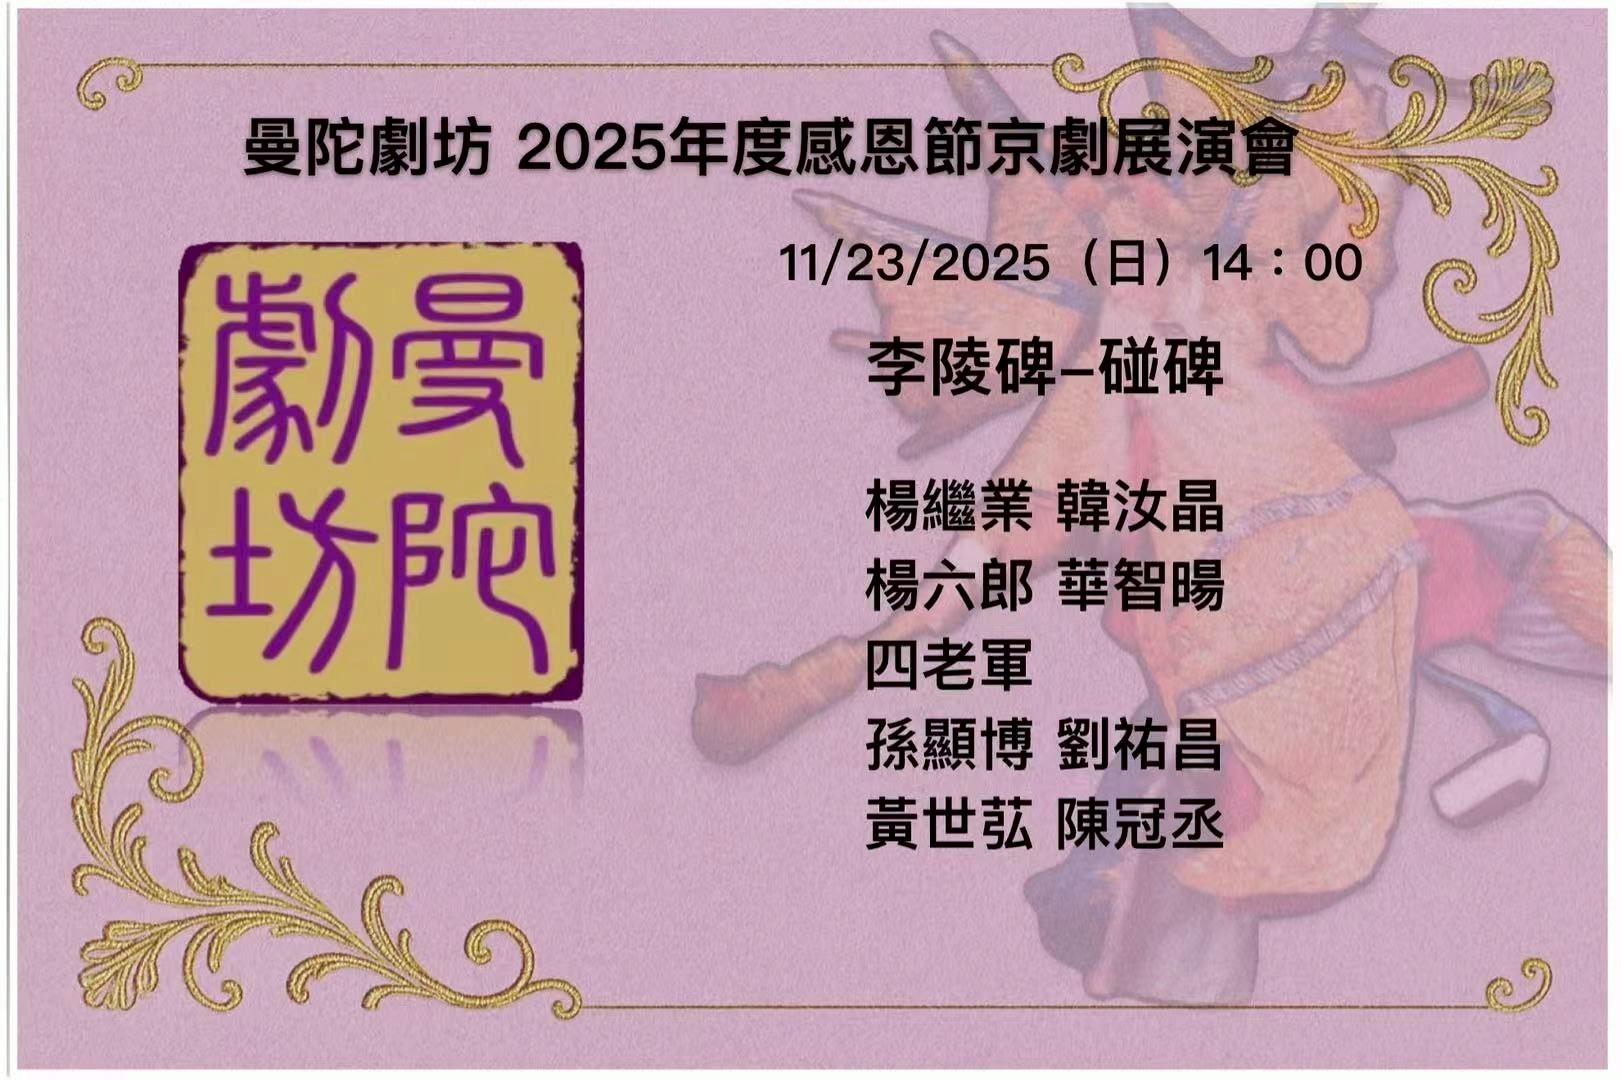 曼陀劇坊 2025年度感恩節京劇展演會
曼陀
劇坊
11/23/2025（日）14：00
李陵碑–碰碑
楊繼業 韓汝晶
楊六郎 華智暘
四老軍
孫顯博 劉祐昌
黃世苰 陳冠丞